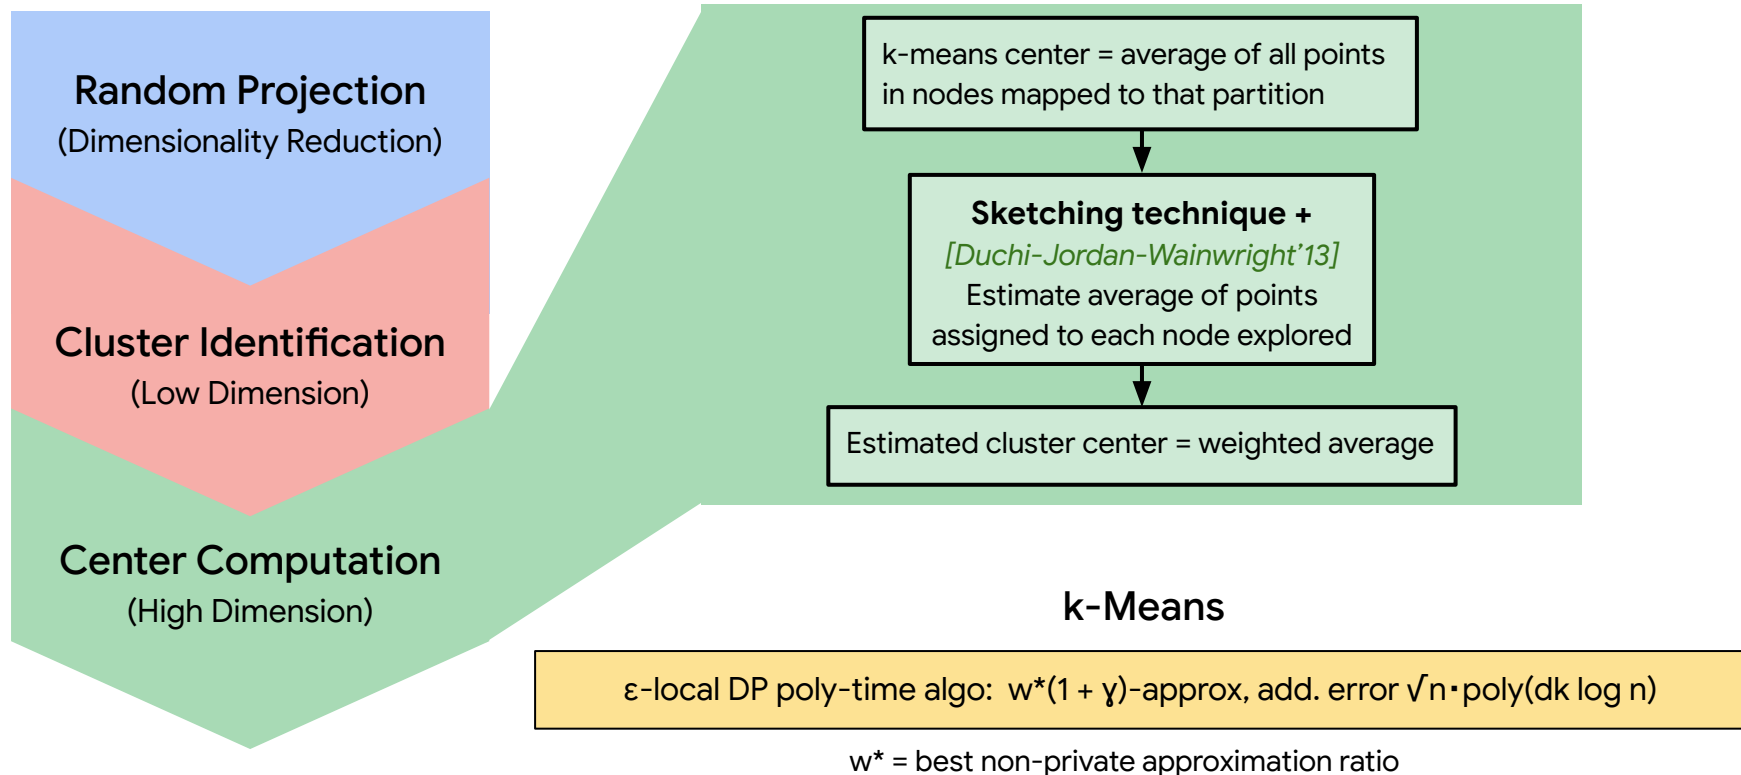 Random Projection
(Dimensionality Reduction)
Cluster Identification
(Low Dimension)
Center Computation
(High Dimension)
k-means center = average of all points
in nodes mapped to that partition
Sketching technique +
[Duchi-Jordan-Wainwright'13]
Estimate average of points
assigned to each node explored
Estimated cluster center = weighted average
k-Means
ε-local DP poly-time algo:  w*(1 + ɣ)-approx, add. error √n·poly(dk log n)
w* = best non-private approximation ratio